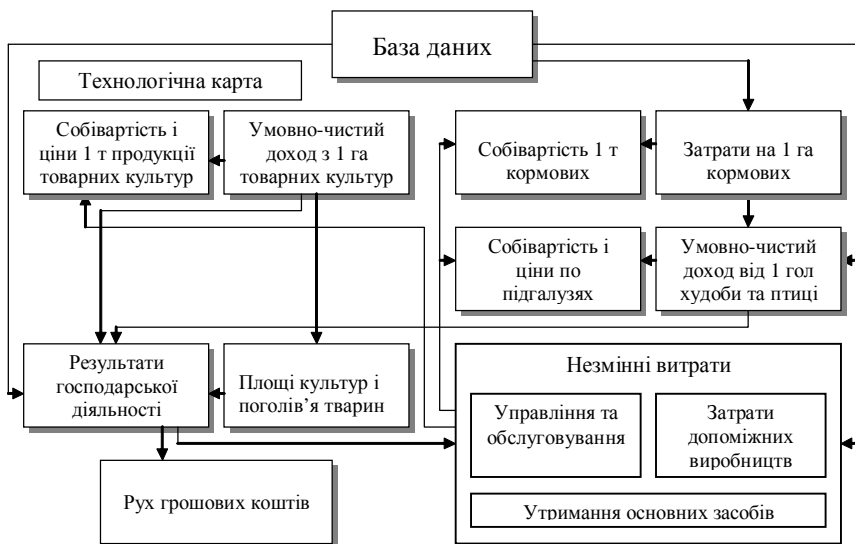 База даних
Технологічна карта
Собівартість і
ціни 1 т продукції
товарних культур
Умовно-чистий
доход з 1 га
товарних культур
Собівартість 1 т
кормових
Затрати на 1 га
кормових
Собівартість і
ціни по
підгалузях
Умовно-чистий
доход від 1 гол
худоби та птиці
Результати
господарської
діяльності
Площі культур і
поголів’я тварин
Незмінні витрати
Управління та
обслуговування
Затрати
допоміжних
виробництв
Утримання основних засобів
Рух грошових коштів